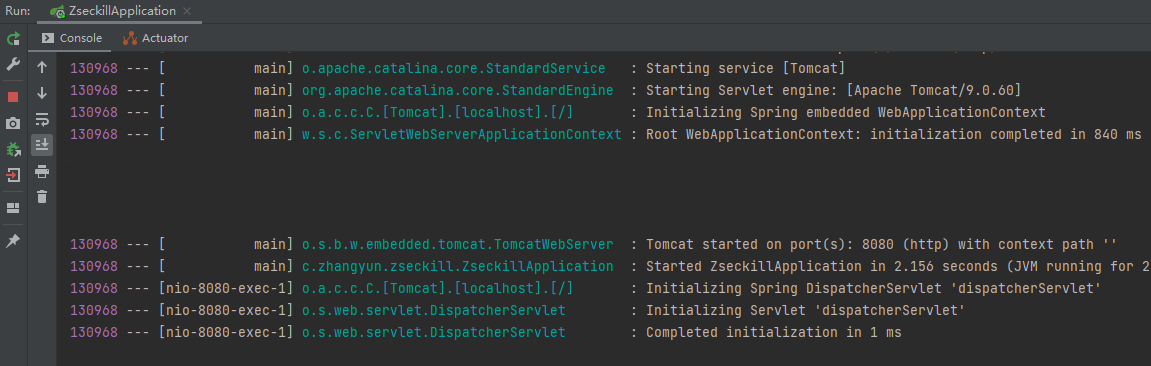 Run: ZseckillApplication ×
Console Actuator
130968 --- [           main] o.apache.catalina.core.StandardService   : Starting service [Tomcat]
130968 --- [           main] org.apache.catalina.core.StandardEngine  : Starting Servlet engine: [Apache Tomcat/9.0.60]
130968 --- [           main] o.a.c.c.C.[Tomcat].[localhost].[/]       : Initializing Spring embedded WebApplicationContext
130968 --- [           main] w.s.c.ServletWebServerApplicationContext : Root WebApplicationContext: initialization completed in 840 ms
130968 --- [           main] o.s.b.w.embedded.tomcat.TomcatWebServer  : Tomcat started on port(s): 8080 (http) with context path ''
130968 --- [           main] c.zhangyun.zseckill.ZseckillApplication  : Started ZseckillApplication in 2.156 seconds (JVM running for 2
130968 --- [nio-8080-exec-1] o.a.c.c.C.[Tomcat].[localhost].[/]       : Initializing Spring DispatcherServlet 'dispatcherServlet'
130968 --- [nio-8080-exec-1] o.s.web.servlet.DispatcherServlet        : Initializing Servlet 'dispatcherServlet'
130968 --- [nio-8080-exec-1] o.s.web.servlet.DispatcherServlet        : Completed initialization in 1 ms